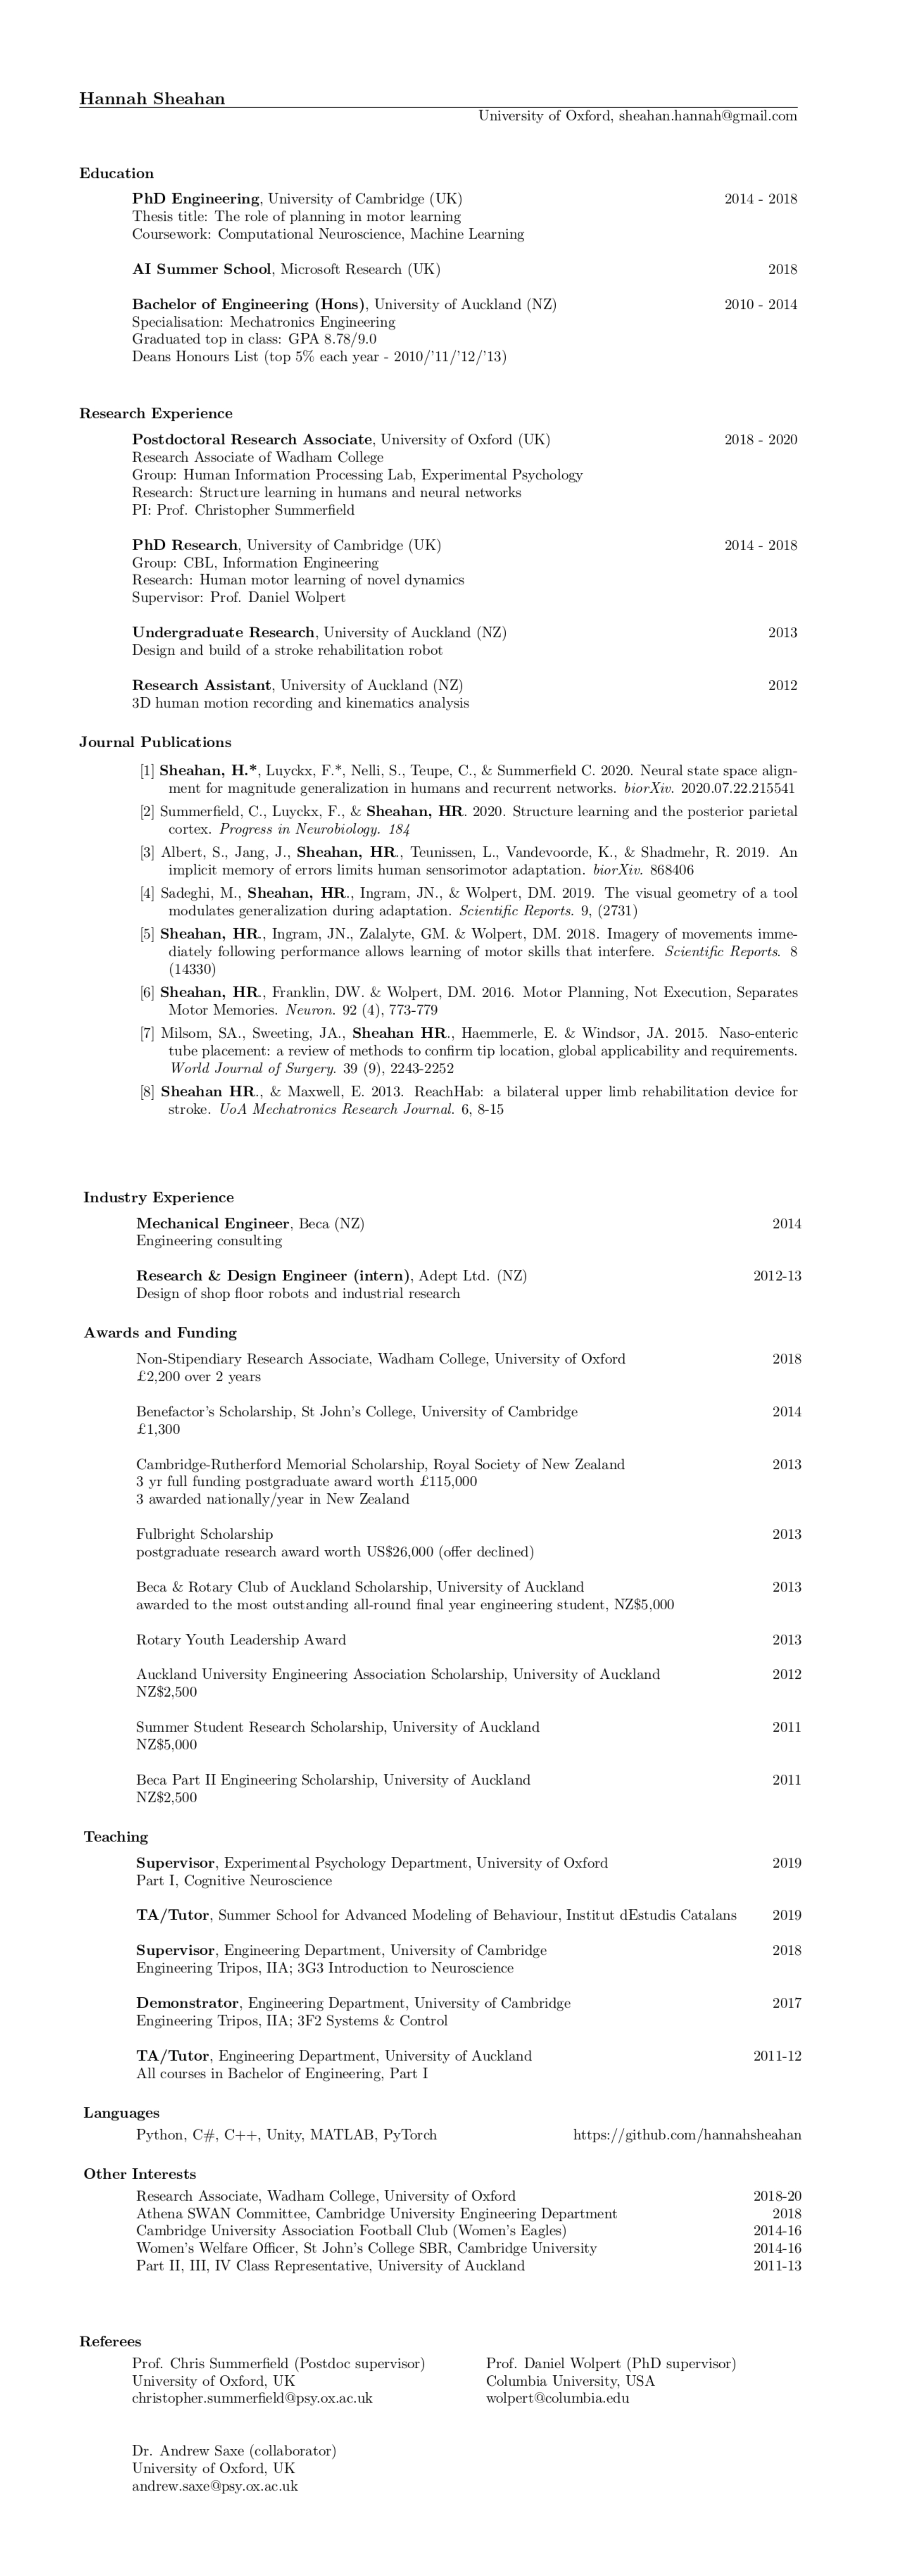 Hannah Sheahan
University of Oxford, sheahan.hannah@gmail.com
Education
PhD Engineering, University of Cambridge (UK) 2014 - 2018
Thesis title: The role of planning in motor learning
Coursework: Computational Neuroscience, Machine Learning
AI Summer School, Microsoft Research (UK) 2018
Bachelor of Engineering (Hons), University of Auckland (NZ) 2010 - 2014
Specialisation: Mechatronics Engineering
Graduated top in class: GPA 8.78/9.0
Deans Honours List (top 5% each year - 2010/'11/'12/'13)
Research Experience
Postdoctoral Research Associate, University of Oxford (UK) 2018 - 2020
Research Associate of Wadham College
Group: Human Information Processing Lab, Experimental Psychology
Research: Structure learning in humans and neural networks
PI: Prof. Christopher Summerfield
PhD Research, University of Cambridge (UK) 2014 - 2018
Group: CBL, Information Engineering
Research: Human motor learning of novel dynamics
Supervisor: Prof. Daniel Wolpert
Undergraduate Research, University of Auckland (NZ) 2013
Design and build of a stroke rehabilitation robot
Research Assistant, University of Auckland (NZ) 2012
3D human motion recording and kinematics analysis
Journal Publications
[1] Sheahan, H.*, Luyckx, F.*, Nelli, S., Teupe, C., & Summerfield C. 2020. Neural state space align-
ment for magnitude generalization in humans and recurrent networks. biorXiv. 2020.07.22.215541
[2] Summerfield, C., Luyckx, F., & Sheahan, HR. 2020. Structure learning and the posterior parietal
cortex. Progress in Neurobiology. 184
[3] Albert, S., Jang, J., Sheahan, HR., Teunissen, L., Vandevoorde, K., & Shadmehr, R. 2019. An
implicit memory of errors limits human sensorimotor adaptation. biorXiv. 868406
[4] Sadeghi, M., Sheahan, HR., Ingram, JN., & Wolpert, DM. 2019. The visual geometry of a tool
modulates generalization during adaptation. Scientific Reports. 9, (2731)
[5] Sheahan, HR., Ingram, JN., Zalalyte, GM. & Wolpert, DM. 2018. Imagery of movements imme-
diately following performance allows learning of motor skills that interfere. Scientific Reports. 8
(14330)
[6] Sheahan, HR., Franklin, DW. & Wolpert, DM. 2016. Motor Planning, Not Execution, Separates
Motor Memories. Neuron. 92 (4), 773-779
[7] Milsom, SA., Sweeting, JA., Sheahan HR., Haemmerle, E. & Windsor, JA. 2015. Naso-enteric
tube placement: a review of methods to confirm tip location, global applicability and requirements.
World Journal of Surgery. 39 (9), 2243-2252
[8] Sheahan HR., & Maxwell, E. 2013. ReachHab: a bilateral upper limb rehabilitation device for
stroke. UoA Mechatronics Research Journal. 6, 8-15
Industry Experience
Mechanical Engineer, Beca (NZ) 2014
Engineering consulting
Research & Design Engineer (intern), Adept Ltd. (NZ) 2012-13
Design of shop floor robots and industrial research
Awards and Funding
Non-Stipendiary Research Associate, Wadham College, University of Oxford 2018
£2,200 over 2 years
Benefactor's Scholarship, St John's College, University of Cambridge 2014
£1,300
Cambridge-Rutherford Memorial Scholarship, Royal Society of New Zealand 2013
3 yr full funding postgraduate award worth £115,000
3 awarded nationally/year in New Zealand
Fulbright Scholarship 2013
postgraduate research award worth US$26,000 (offer declined)
Beca & Rotary Club of Auckland Scholarship, University of Auckland 2013
awarded to the most outstanding all-round final year engineering student, NZ$5,000
Rotary Youth Leadership Award 2013
Auckland University Engineering Association Scholarship, University of Auckland 2012
NZ$2,500
Summer Student Research Scholarship, University of Auckland 2011
NZ$5,000
Beca Part II Engineering Scholarship, University of Auckland 2011
NZ$2,500
Teaching
Supervisor, Experimental Psychology Department, University of Oxford 2019
Part I, Cognitive Neuroscience
TA/Tutor, Summer School for Advanced Modeling of Behaviour, Institut dEstudis Catalans 2019
Supervisor, Engineering Department, University of Cambridge 2018
Engineering Tripos, IIA; 3G3 Introduction to Neuroscience
Demonstrator, Engineering Department, University of Cambridge 2017
Engineering Tripos, IIA; 3F2 Systems & Control
TA/Tutor, Engineering Department, University of Auckland 2011-12
All courses in Bachelor of Engineering, Part I
Languages
Python, C#, C++, Unity, MATLAB, PyTorch https://github.com/hannahsheahan
Other Interests
Research Associate, Wadham College, University of Oxford 2018-20
Athena SWAN Committee, Cambridge University Engineering Department 2018
Cambridge University Association Football Club (Women's Eagles) 2014-16
Women's Welfare Officer, St John's College SBR, Cambridge University 2014-16
Part II, III, IV Class Representative, University of Auckland 2011-13
Referees
Prof. Chris Summerfield (Postdoc supervisor) Prof. Daniel Wolpert (PhD supervisor)
University of Oxford, UK Columbia University, USA
christopher.summerfield@psy.ox.ac.uk wolpert@columbia.edu
Dr. Andrew Saxe (collaborator)
University of Oxford, UK
andrew.saxe@psy.ox.ac.uk